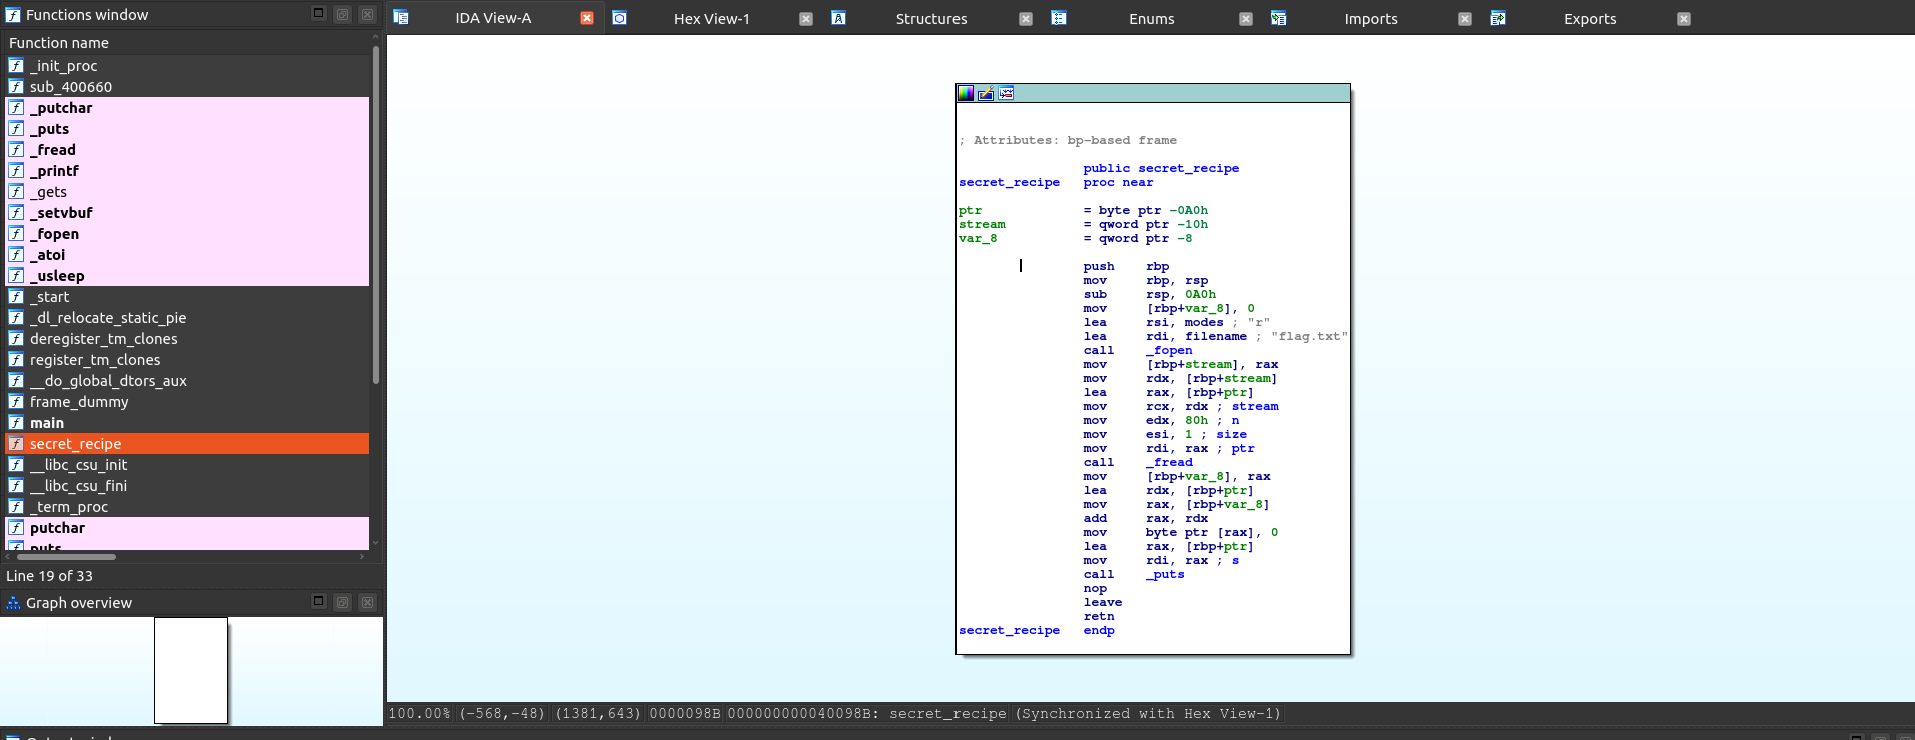 Functions window
IDA View-A
Hex View-1
Structures
Enums
Imports
Exports
Function name
_init_proc
sub_400660
_putchar
_puts
_fread
_printf
_gets
_setvbuf
_fopen
_atoi
_usleep
_start
_dl_relocate_static_pie
deregister_tm_clones
register_tm_clones
__do_global_dtors_aux
frame_dummy
main
secret_recipe
__libc_csu_init
__libc_csu_fini
_term_proc
putchar
puts
Line 19 of 33
Graph overview
; Attributes: bp-based frame
public secret_recipe
secret_recipe proc near
ptr = byte ptr -0A0h
stream = qword ptr -10h
var_8 = qword ptr -8
push rbp
mov rbp, rsp
sub rsp, 0A0h
mov [rbp+var_8], 0
lea rsi, modes ; "r"
lea rdi, filename ; "flag.txt"
call _fopen
mov [rbp+stream], rax
mov rdx, [rbp+stream]
lea rax, [rbp+ptr]
mov rcx, rdx ; stream
mov edx, 80h ; n
mov esi, 1 ; size
mov rdi, rax ; ptr
call _fread
mov [rbp+var_8], rax
lea rdx, [rbp+ptr]
mov rax, [rbp+var_8]
add rax, rdx
mov byte ptr [rax], 0
lea rax, [rbp+ptr]
mov rdi, rax ; s
call _puts
nop
leave
retn
secret_recipe endp
100.00% (-568,-48) (1381,643) 0000098B 000000000040098B: secret_recipe (Synchronized with Hex View-1)